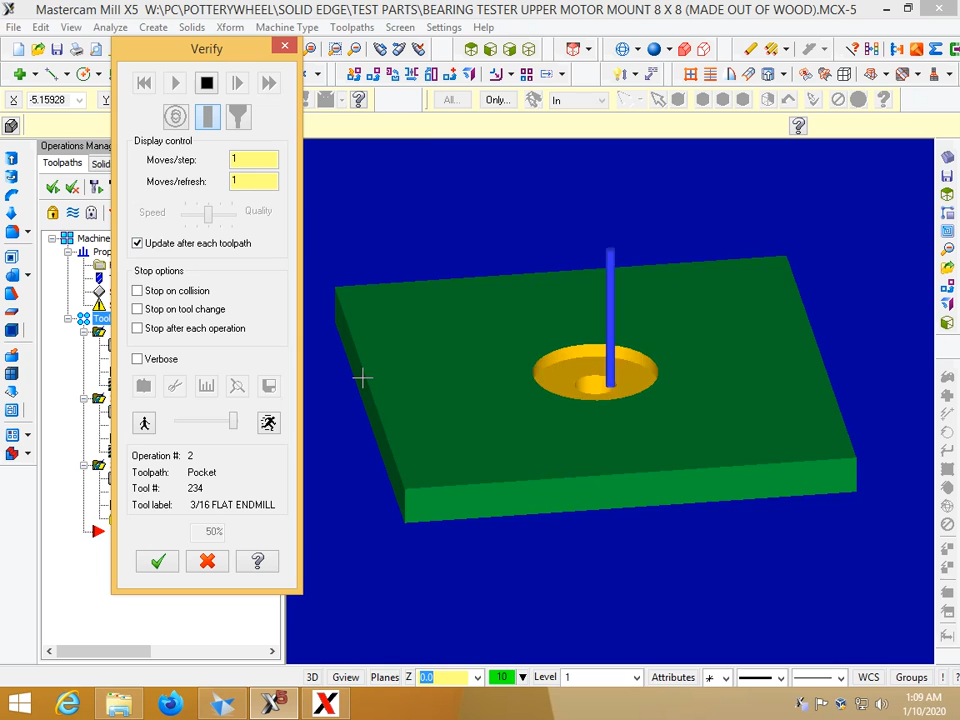 Mastercam Mill X5 W:\PC\POTTERYWHEEL\SOLID EDGE\TEST PARTS\BEARING TESTER UPPER MOTOR MOUNT 8 X 8 (MADE OUT OF WOOD).MCX-5
File Edit View Analyze Create Solids Xform Machine Type Toolpaths Screen Settings Help
Verify
X -5.15928 Y
All... Only... In
Operations Mana
Toolpaths Solid
Machine
Prop
Tool
Display control
Moves/step: 1
Moves/refresh: 1
Speed Quality
Update after each toolpath
Stop options
Stop on collision
Stop on tool change
Stop after each operation
Verbose
Operation #: 2
Toolpath: Pocket
Tool #: 234
Tool label: 3/16 FLAT ENDMILL
50%
3D Gview Planes Z 0.0 10 Level 1 Attributes WCS Groups ! ?
1:09 AM
1/10/2020